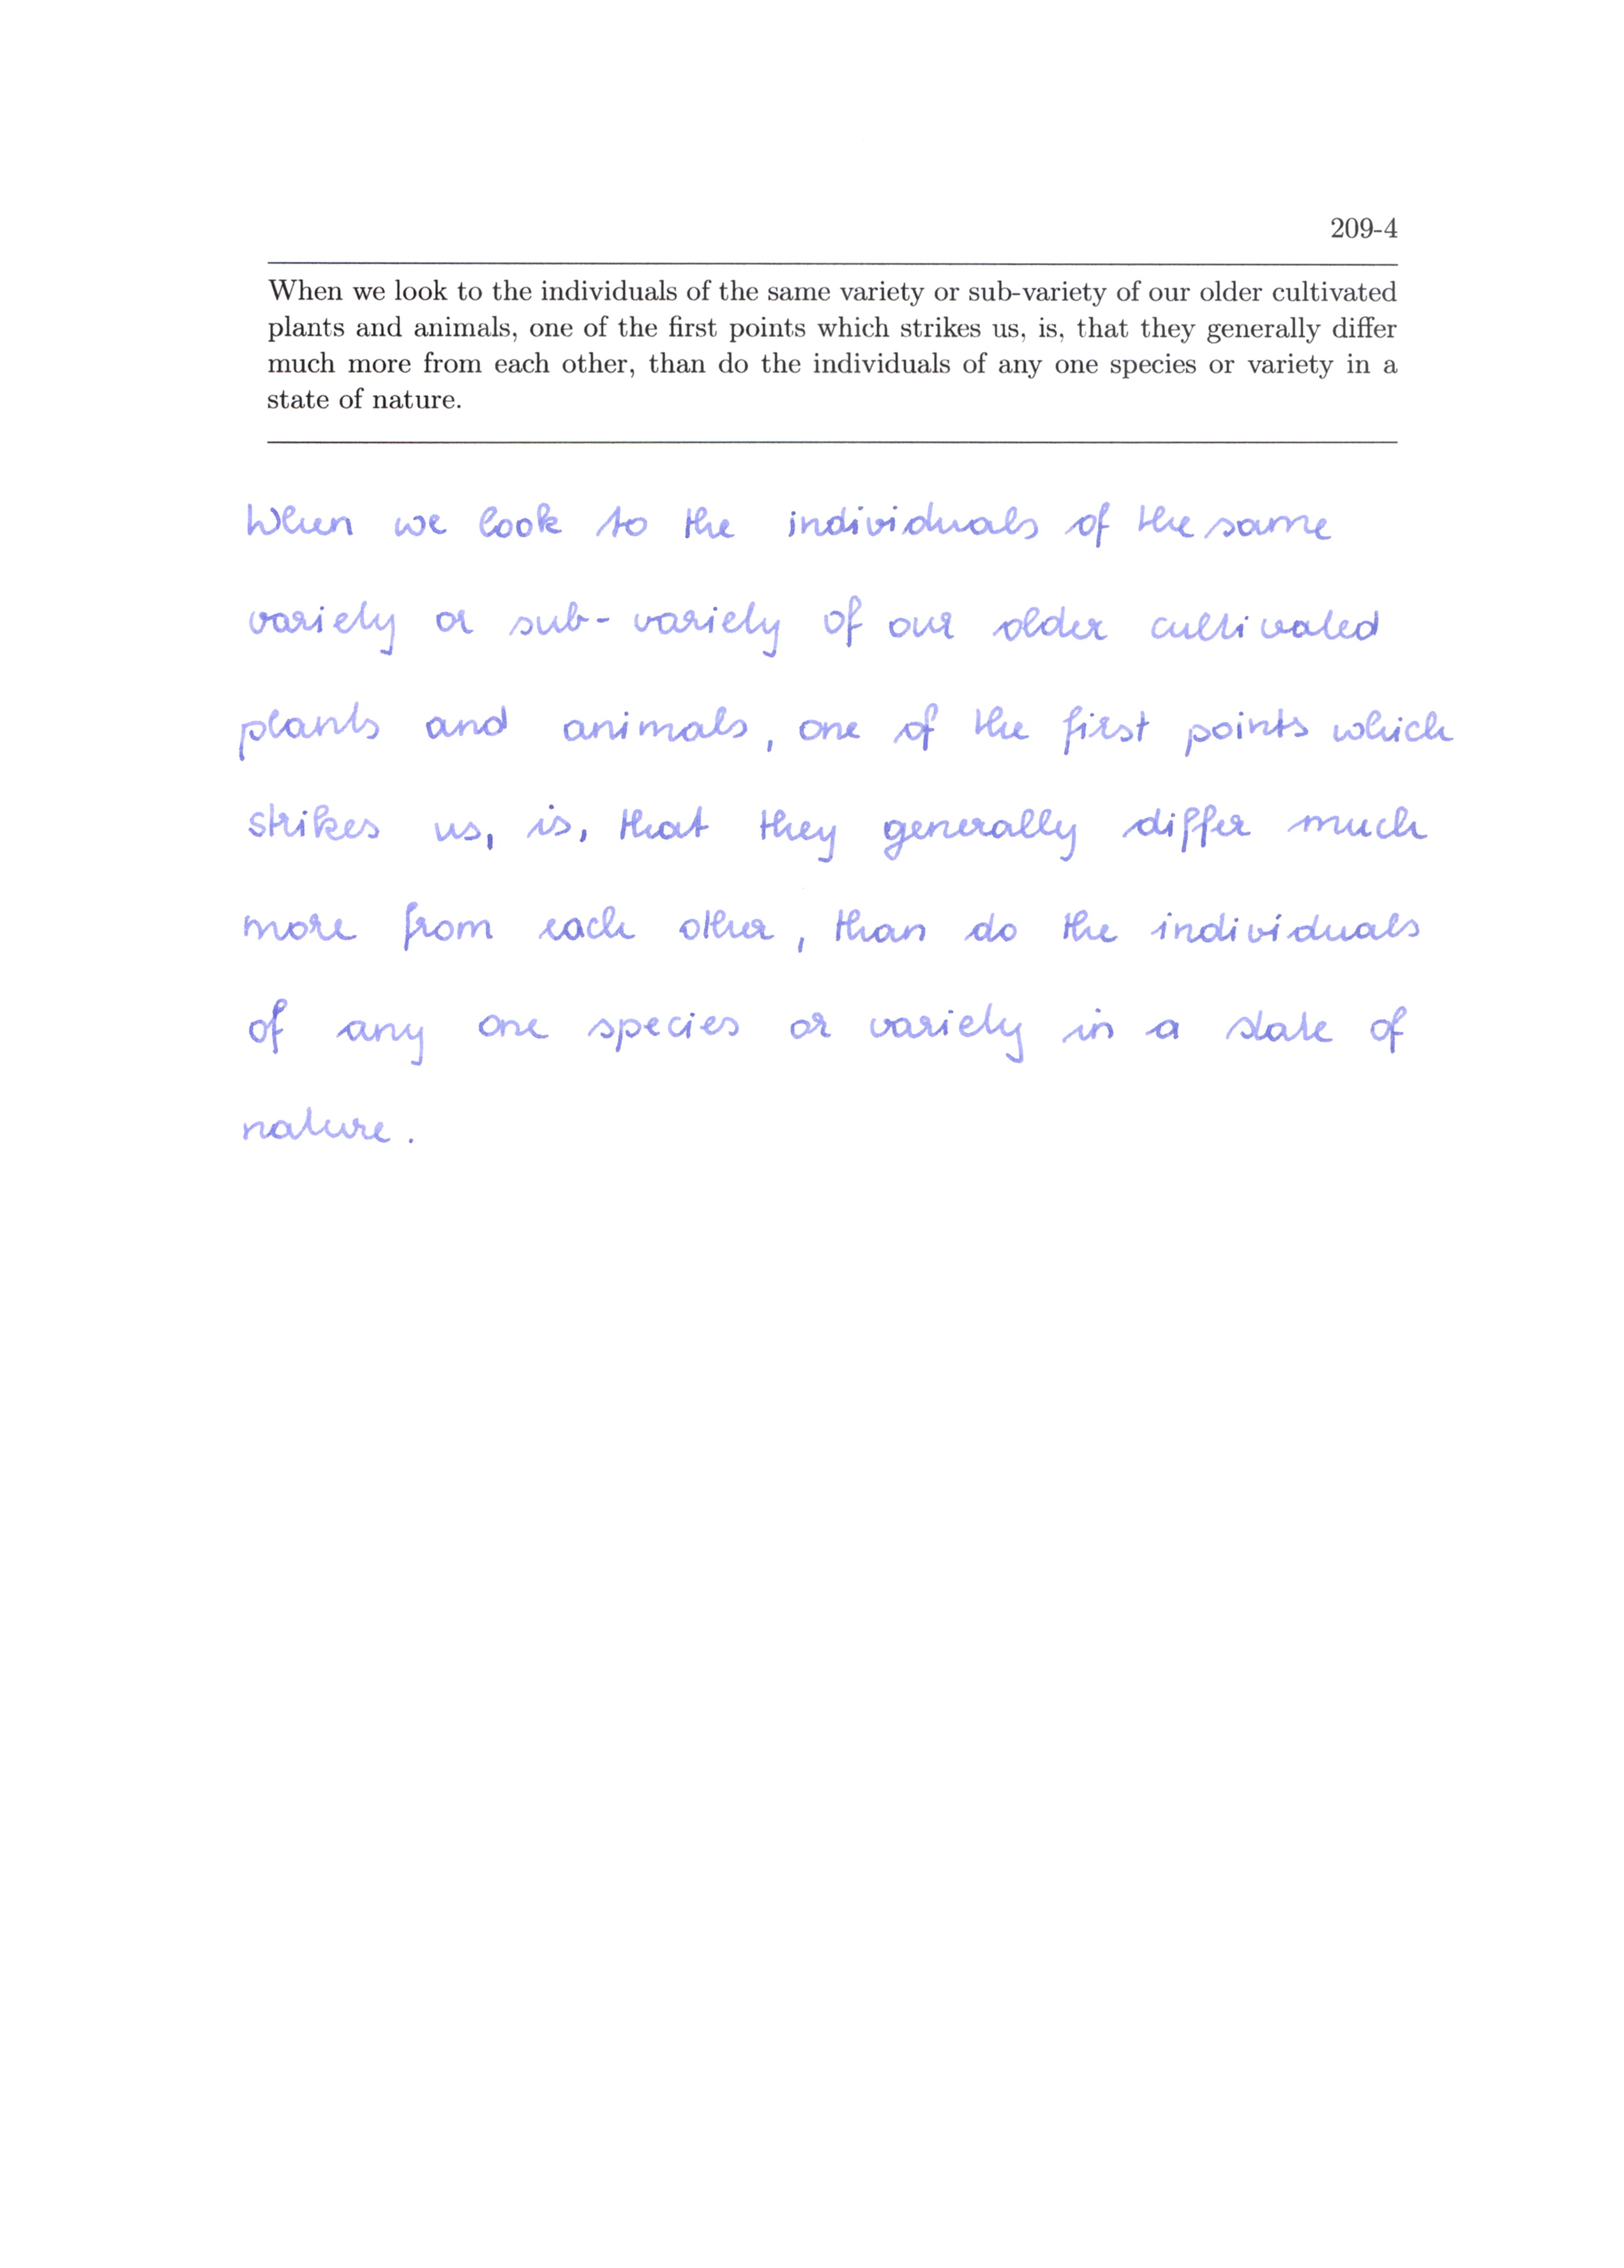 209-4
When we look to the individuals of the same variety or sub-variety of our older cultivated
plants and animals, one of the first points which strikes us, is, that they generally differ
much more from each other, than do the individuals of any one species or variety in a
state of nature.
When we look to the individuals of the same
variety or sub-variety of our older cultivated
plants and animals, one of the first points which
strikes us, is, that they generally differ much
more from each other, than do the individuals
of any one species or variety in a state of
nature.